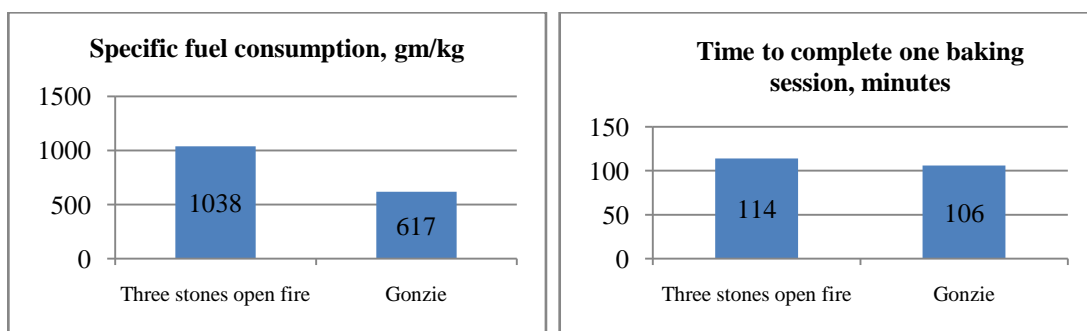 Specific fuel consumption, gm/kg
1500
1000
500
0
1038
617
Three stones open fire
Gonzie
Time to complete one baking
session, minutes
150
100
50
0
114
106
Three stones open fire
Gonzie